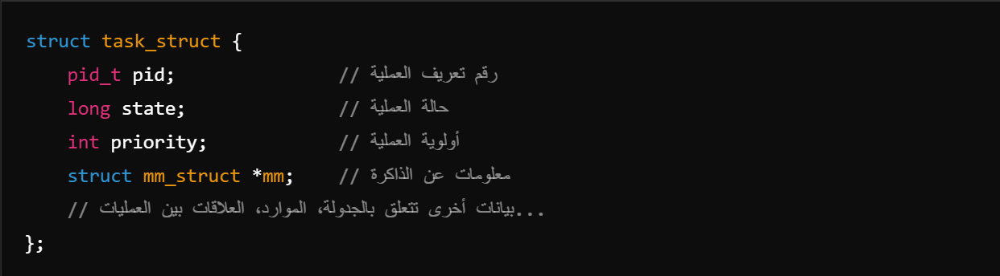 struct task_struct {
pid_t pid; // رقم تعريف العملية
long state; // حالة العملية
int priority; // أولوية العملية
struct mm_struct *mm; // معلومات عن الذاكرة
// بيانات أخرى تتعلق بالجدولة، الموارد، العلاقات بين العمليات...
};